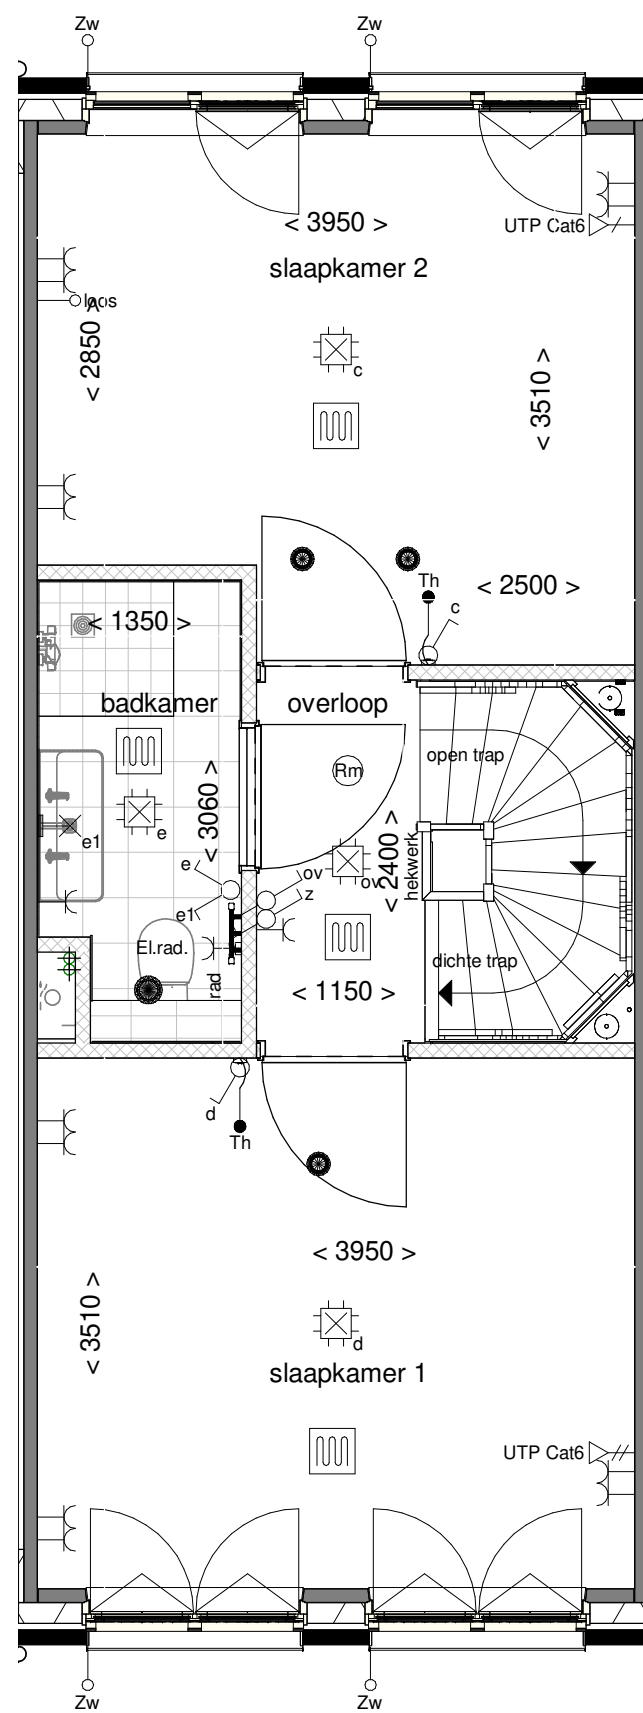 Zw
Zw
< 3950 >
UTP Cat6
slaapkamer 2
loos
< 2850 >
c
< 3510 >
Th
c
< 2500 >
< 1350 >
badkamer
overloop
open trap
Rm
< 3060 >
e
e1
< 2400 >
hekwerk
e
ov
ov
z
e1
El.rad.
rad
dichte trap
< 1150 >
d
Th
< 3950 >
< 3510 >
d
slaapkamer 1
UTP Cat6
Zw
Zw